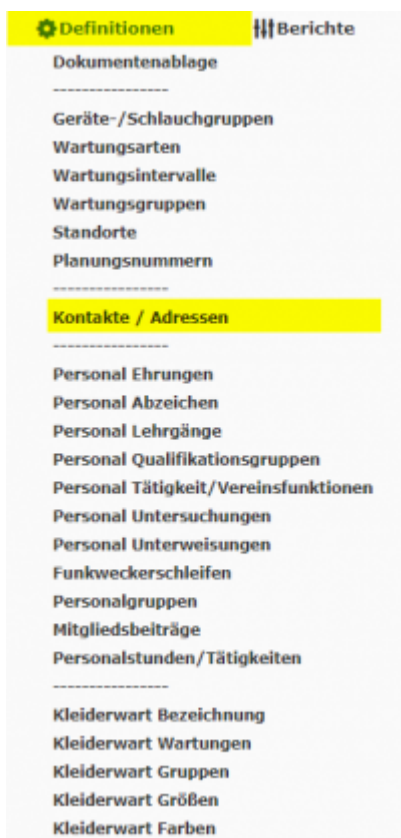 Definitionen Berichte
Dokumentenablage
----------------
Geräte-/Schlauchgruppen
Wartungsarten
Wartungsintervalle
Wartungsgruppen
Standorte
Planungsnummern
----------------
Kontakte / Adressen
----------------
Personal Ehrungen
Personal Abzeichen
Personal Lehrgänge
Personal Qualifikationsgruppen
Personal Tätigkeit/Vereinsfunktionen
Personal Untersuchungen
Personal Unterweisungen
Funkweckerschleifen
Personalgruppen
Mitgliedsbeiträge
Personalstunden/Tätigkeiten
----------------
Kleiderwart Bezeichnung
Kleiderwart Wartungen
Kleiderwart Gruppen
Kleiderwart Größen
Kleiderwart Farben